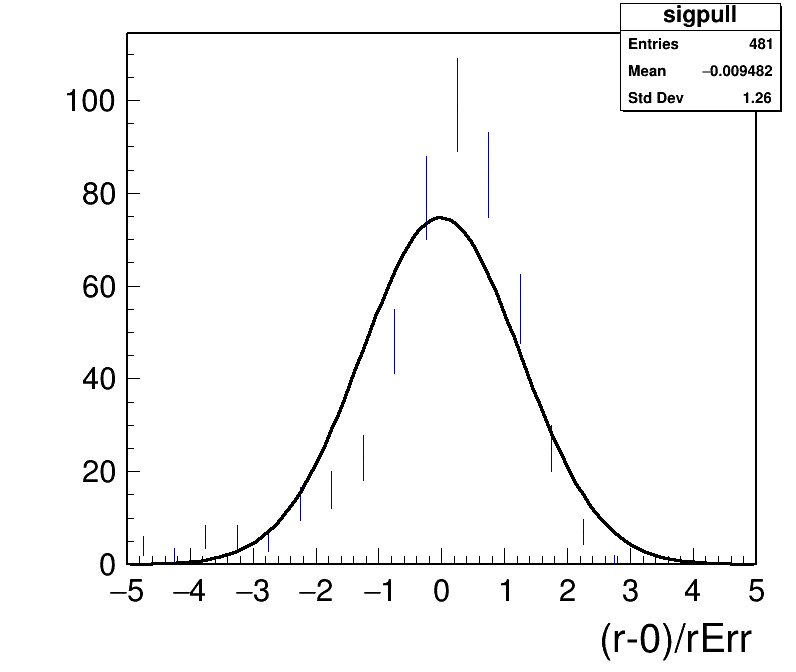 sigpull
Entries 481
Mean −0.009482
Std Dev 1.26
100
80
60
40
20
0
−5 −4 −3 −2 −1 0 1 2 3 4 5
(r-0)/rErr